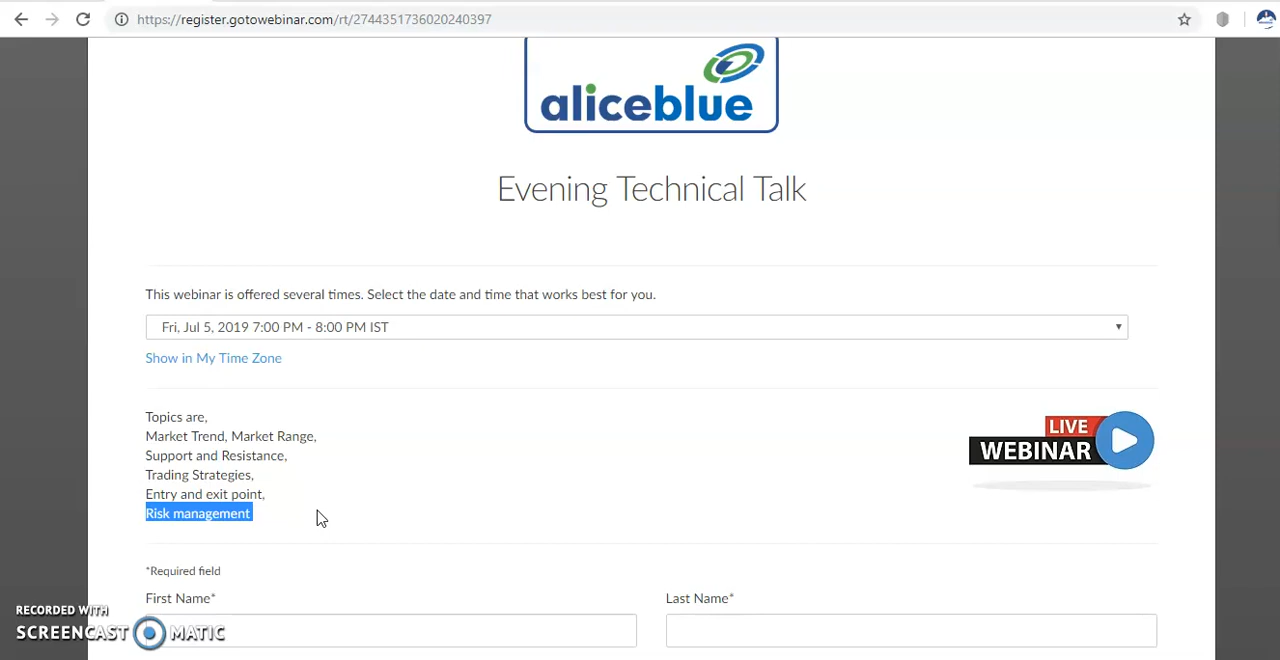 https://register.gotowebinar.com/rt/2744351736020240397
aliceblue
Evening Technical Talk
This webinar is offered several times. Select the date and time that works best for you.
Fri, Jul 5, 2019 7:00 PM - 8:00 PM IST
Show in My Time Zone
Topics are,
Market Trend, Market Range,
Support and Resistance,
Trading Strategies,
Entry and exit point,
Risk management
LIVE
WEBINAR
*Required field
First Name*
Last Name*
RECORDED WITH
SCREENCAST MATIC